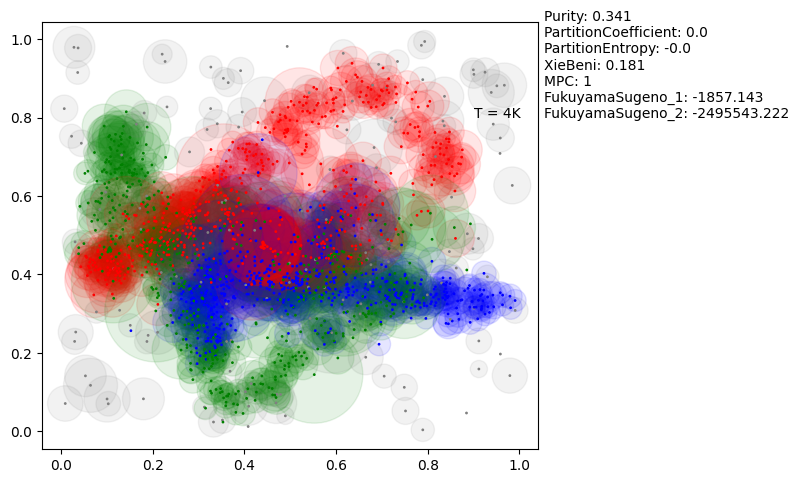 Purity: 0.341
PartitionCoefficient: 0.0
PartitionEntropy: -0.0
XieBeni: 0.181
MPC: 1
FukuyamaSugeno_1: -1857.143
FukuyamaSugeno_2: -2495543.222
T = 4K
1.0
0.8
0.6
0.4
0.2
0.0
0.0 0.2 0.4 0.6 0.8 1.0